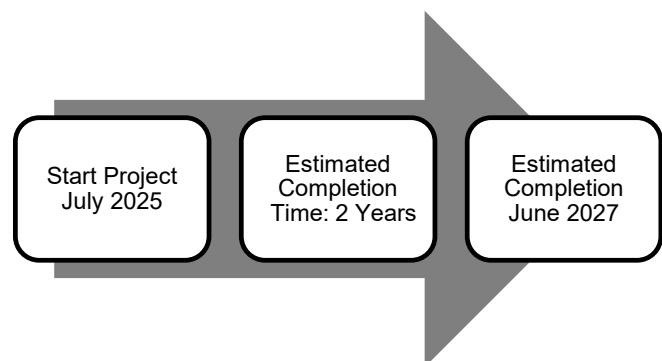 Start Project
July 2025
Estimated
Completion
Time: 2 Years
Estimated
Completion
June 2027